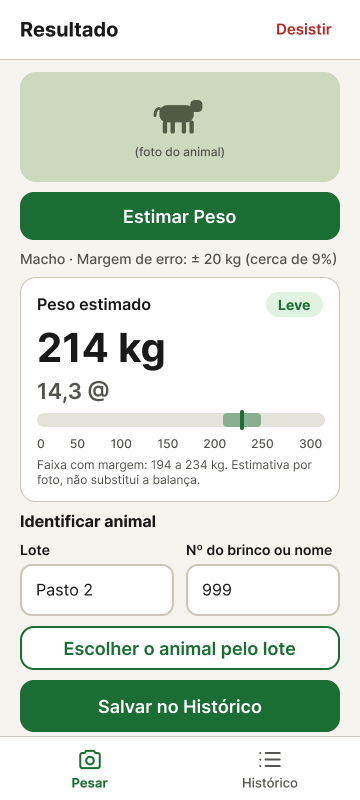 Resultado
Desistir
(foto do animal)
Estimar Peso
Macho · Margem de erro: ± 20 kg (cerca de 9%)
Peso estimado
Leve
214 kg
14,3 @
0 50 100 150 200 250 300
Faixa com margem: 194 a 234 kg. Estimativa por
foto, não substitui a balança.
Identificar animal
Lote
Nº do brinco ou nome
Pasto 2
999
Escolher o animal pelo lote
Salvar no Histórico
Pesar
Histórico